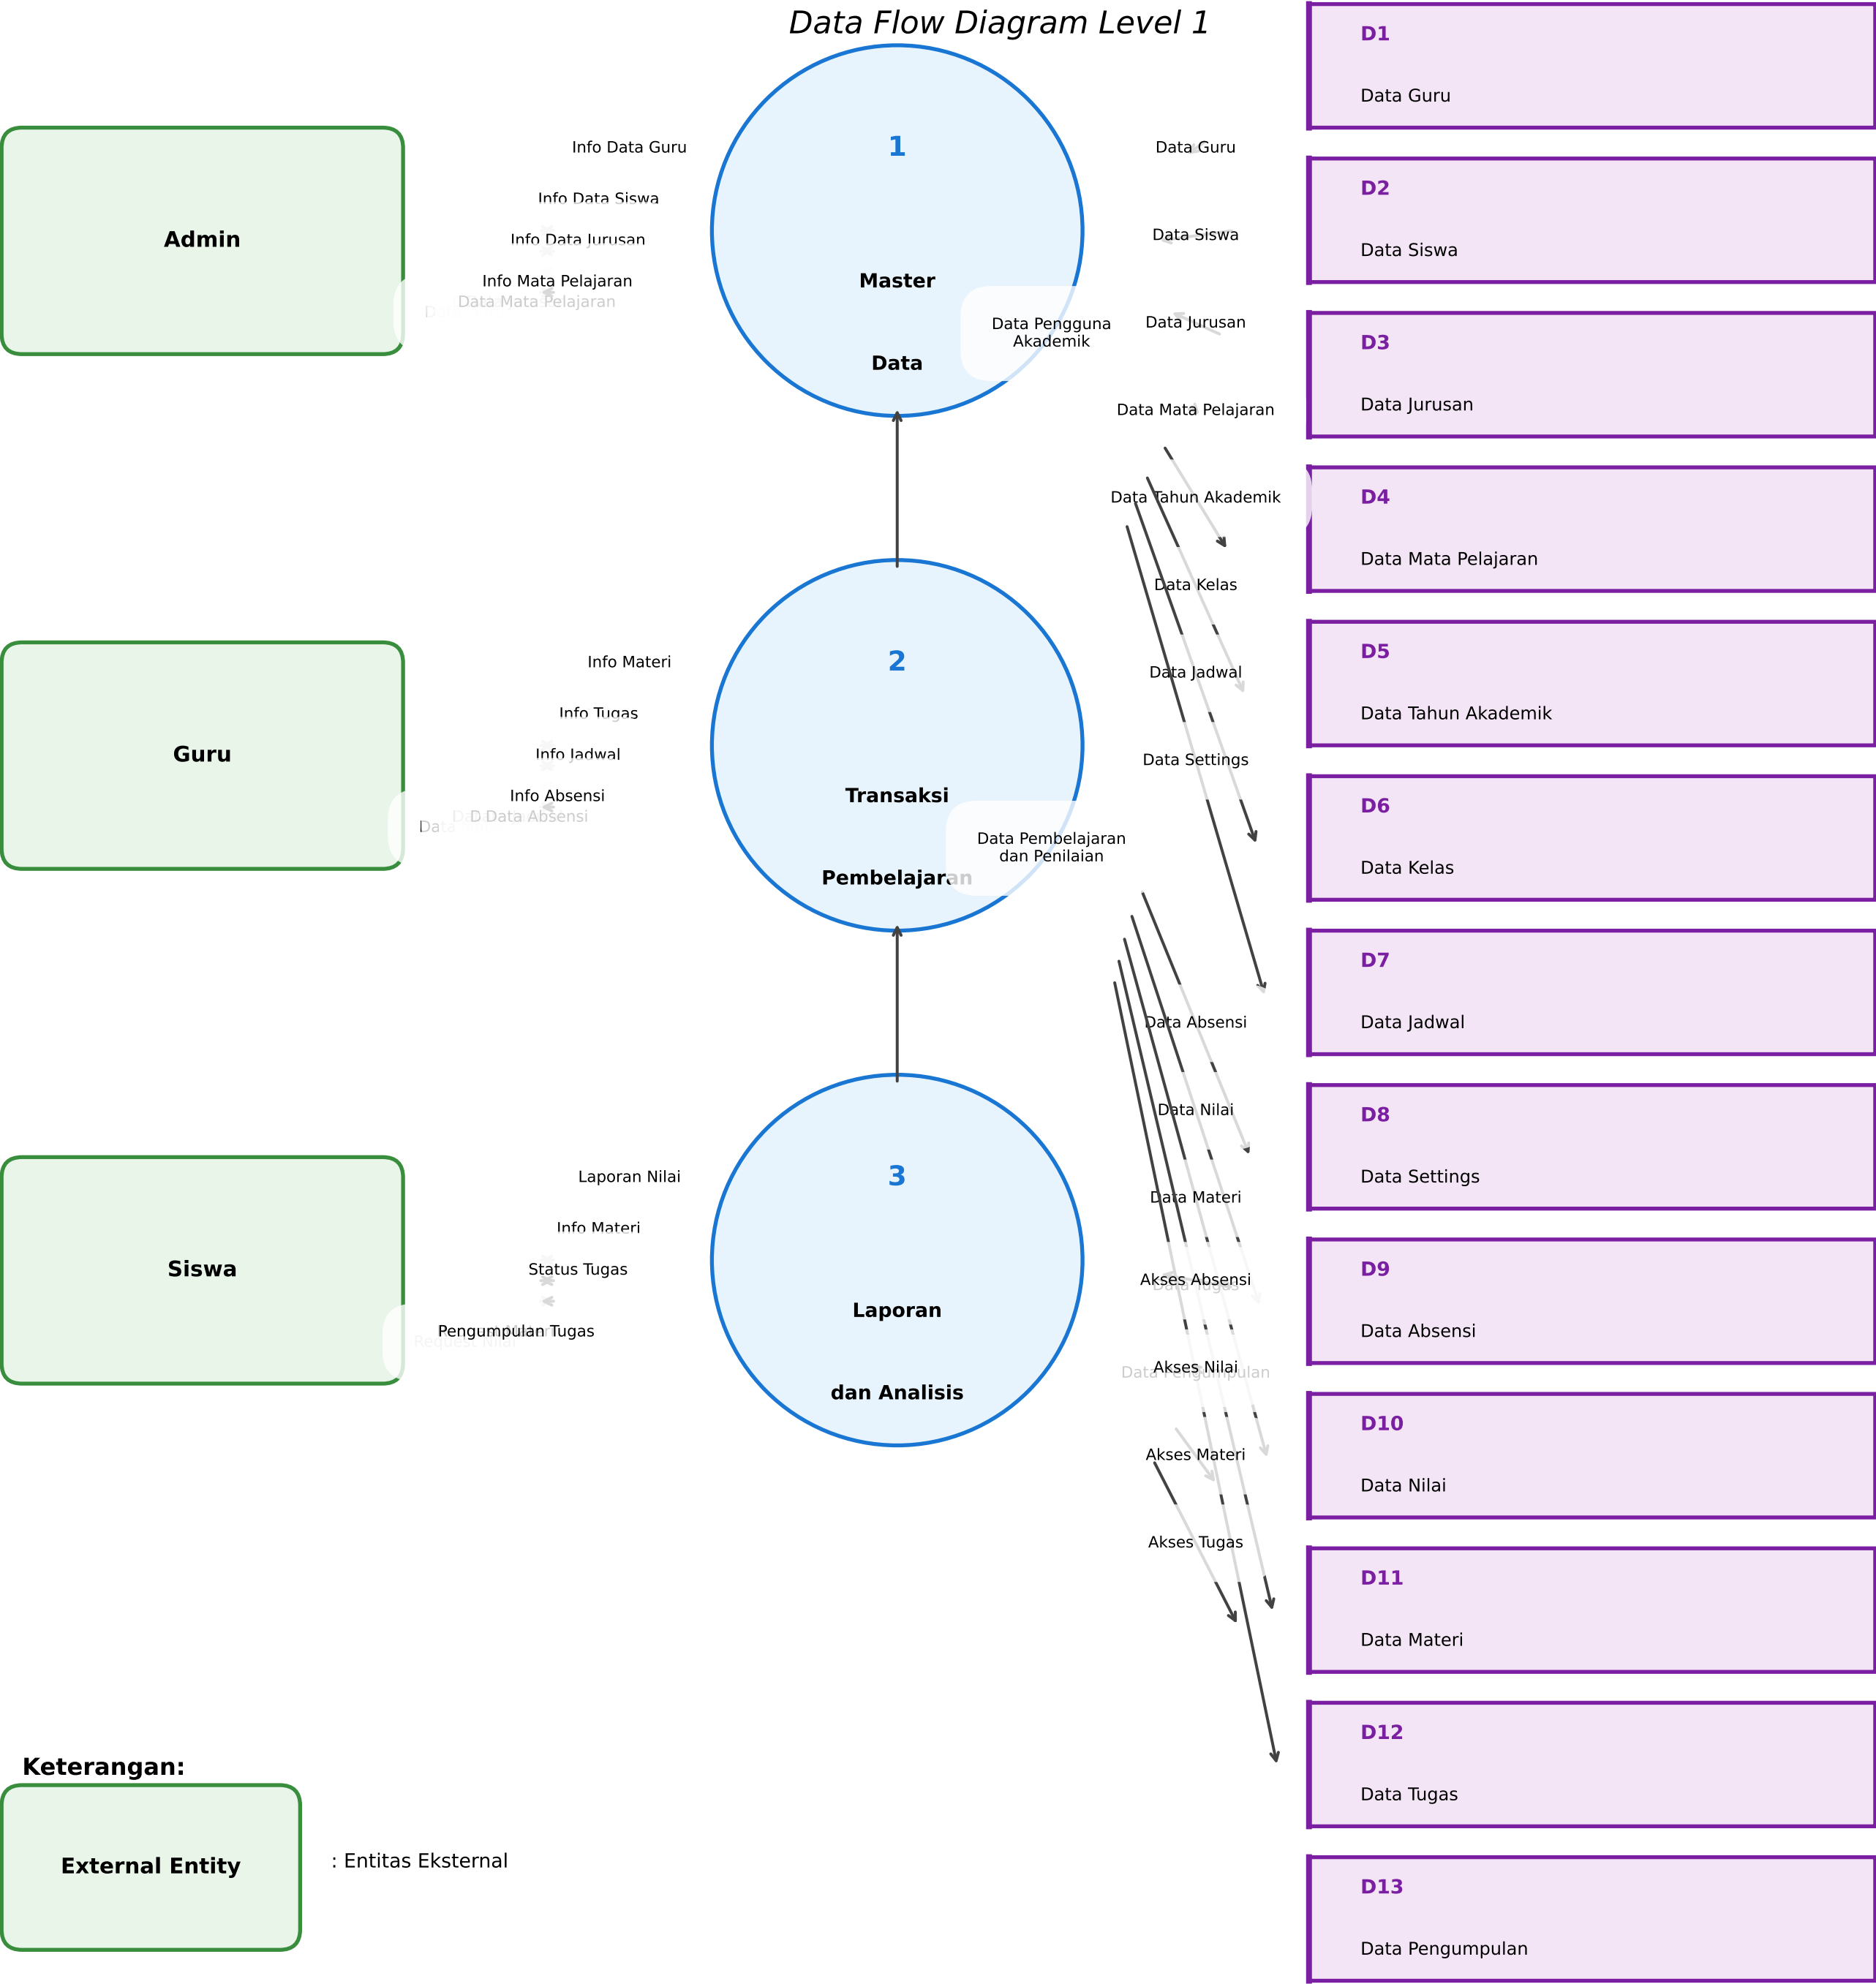 Data Flow Diagram Level 1
Admin
Info Data Guru
Info Data Siswa
Info Data Jurusan
Info Mata Pelajaran
Data Mata Pelajaran
1
Master
Data
Data Pengguna
Akademik
Data Guru
Data Siswa
Data Jurusan
Data Mata Pelajaran
Data Tahun Akademik
Data Kelas
Data Jadwal
Data Settings
Guru
Info Materi
Info Tugas
Info Jadwal
Info Absensi
Data
Data Absensi
2
Transaksi
Pembelajaran
Data Pembelajaran
dan Penilaian
Data Absensi
Data Nilai
Data Materi
Data Tugas
Data Pengumpulan
Siswa
Laporan Nilai
Info Materi
Status Tugas
Pengumpulan Tugas
Request Nilai
3
Laporan
dan Analisis
Akses Absensi
Akses Nilai
Akses Materi
Akses Tugas
D1
Data Guru
D2
Data Siswa
D3
Data Jurusan
D4
Data Mata Pelajaran
D5
Data Tahun Akademik
D6
Data Kelas
D7
Data Jadwal
D8
Data Settings
D9
Data Absensi
D10
Data Nilai
D11
Data Materi
D12
Data Tugas
D13
Data Pengumpulan
Keterangan:
External Entity
: Entitas Eksternal